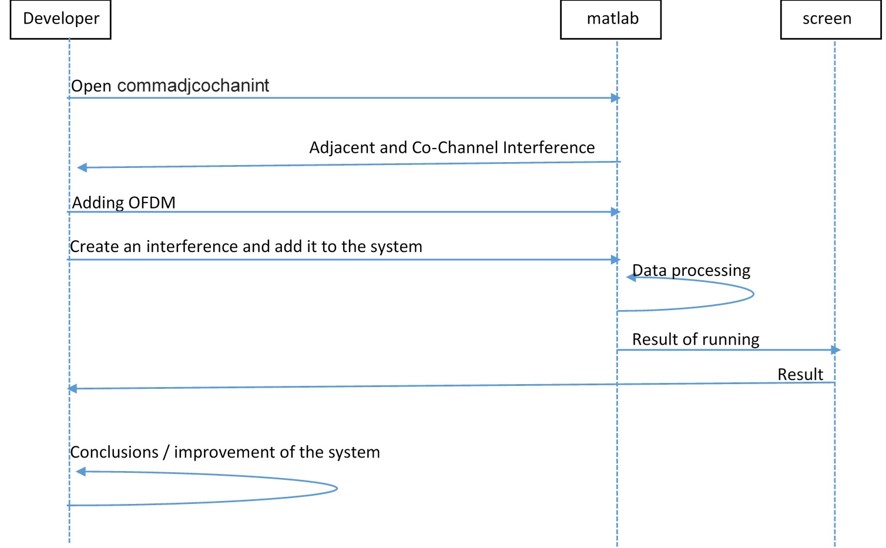 Developer
matlab
screen
Open commadjcochanint
Adjacent and Co-Channel Interference
Adding OFDM
Create an interference and add it to the system
Data processing
Result of running
Result
Conclusions / improvement of the system